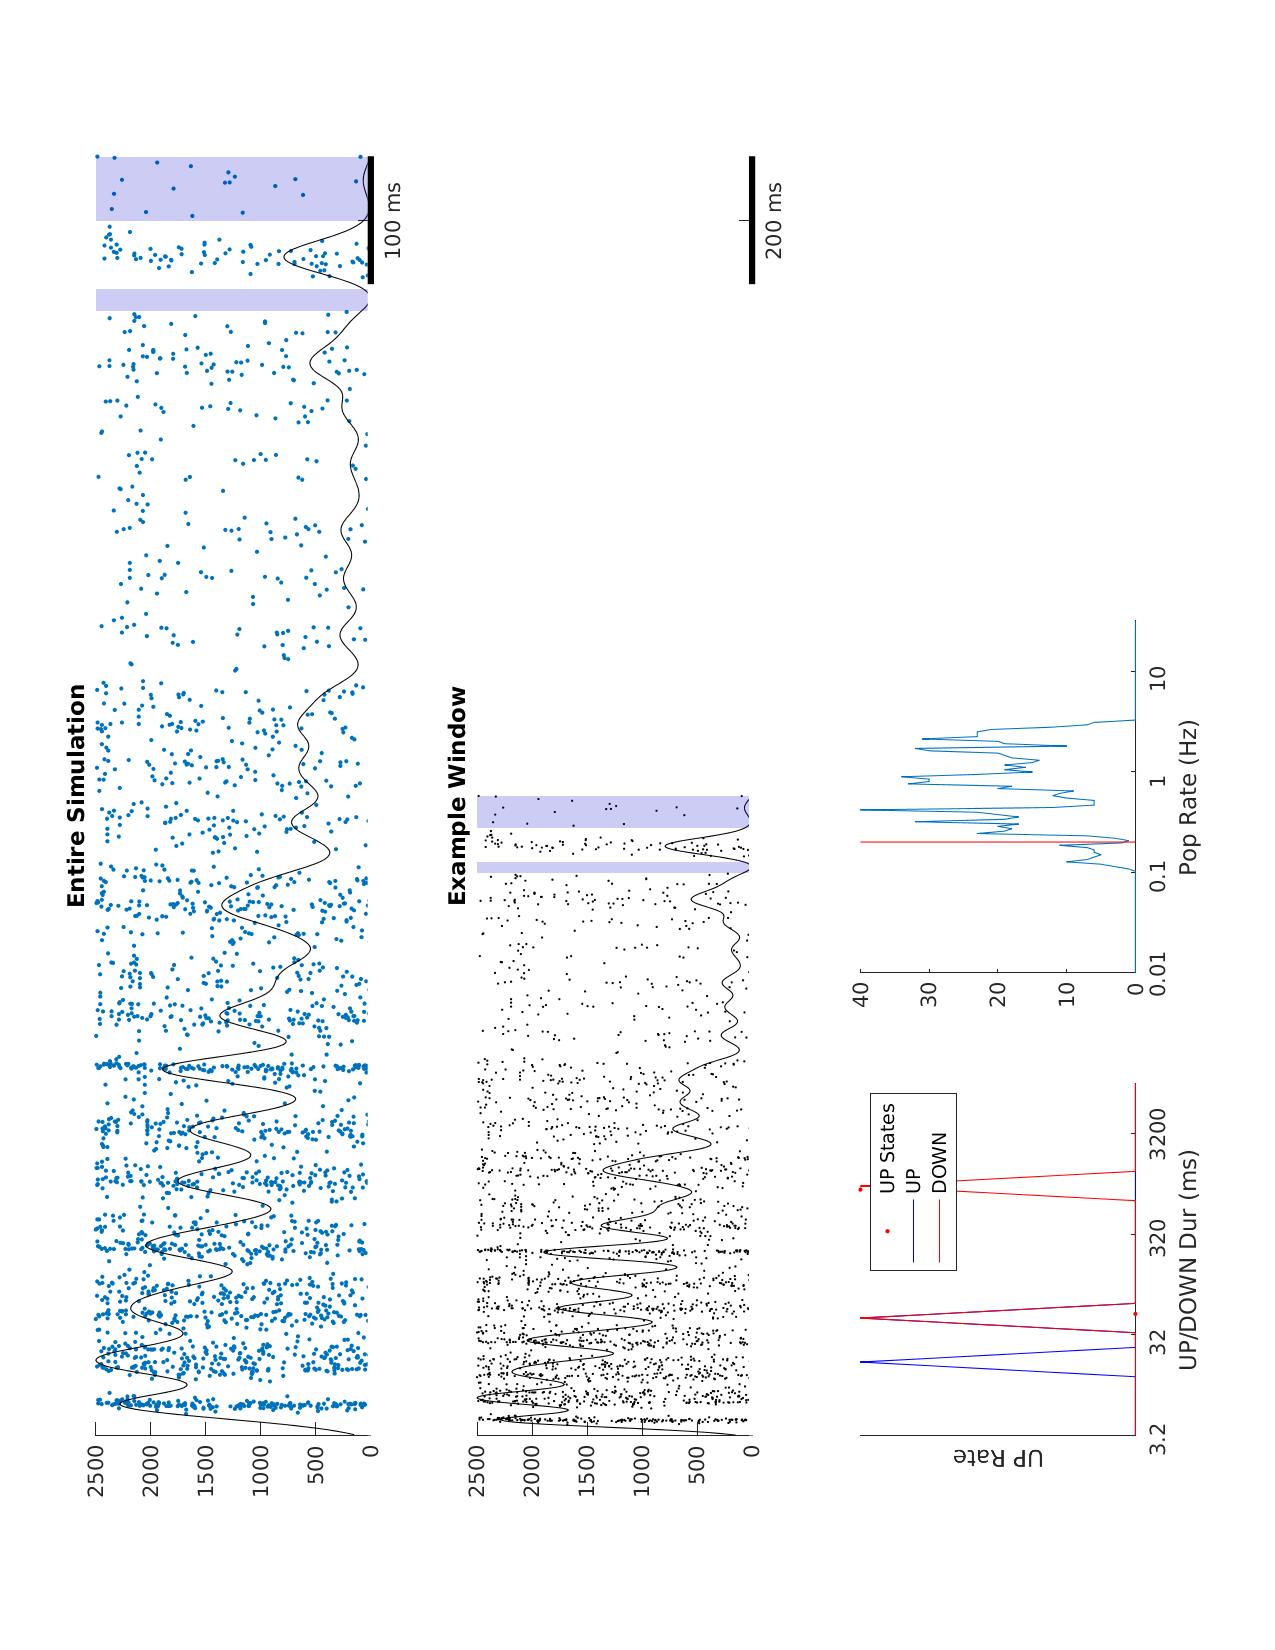 Entire Simulation
2500
2000
1500
1000
500
0
100 ms
Example Window
2500
2000
1500
1000
500
0
200 ms
UP Rate
UP States
UP
DOWN
3.2 32 320 3200
UP/DOWN Dur (ms)
40
30
20
10
0
0.01 0.1 1 10
Pop Rate (Hz)